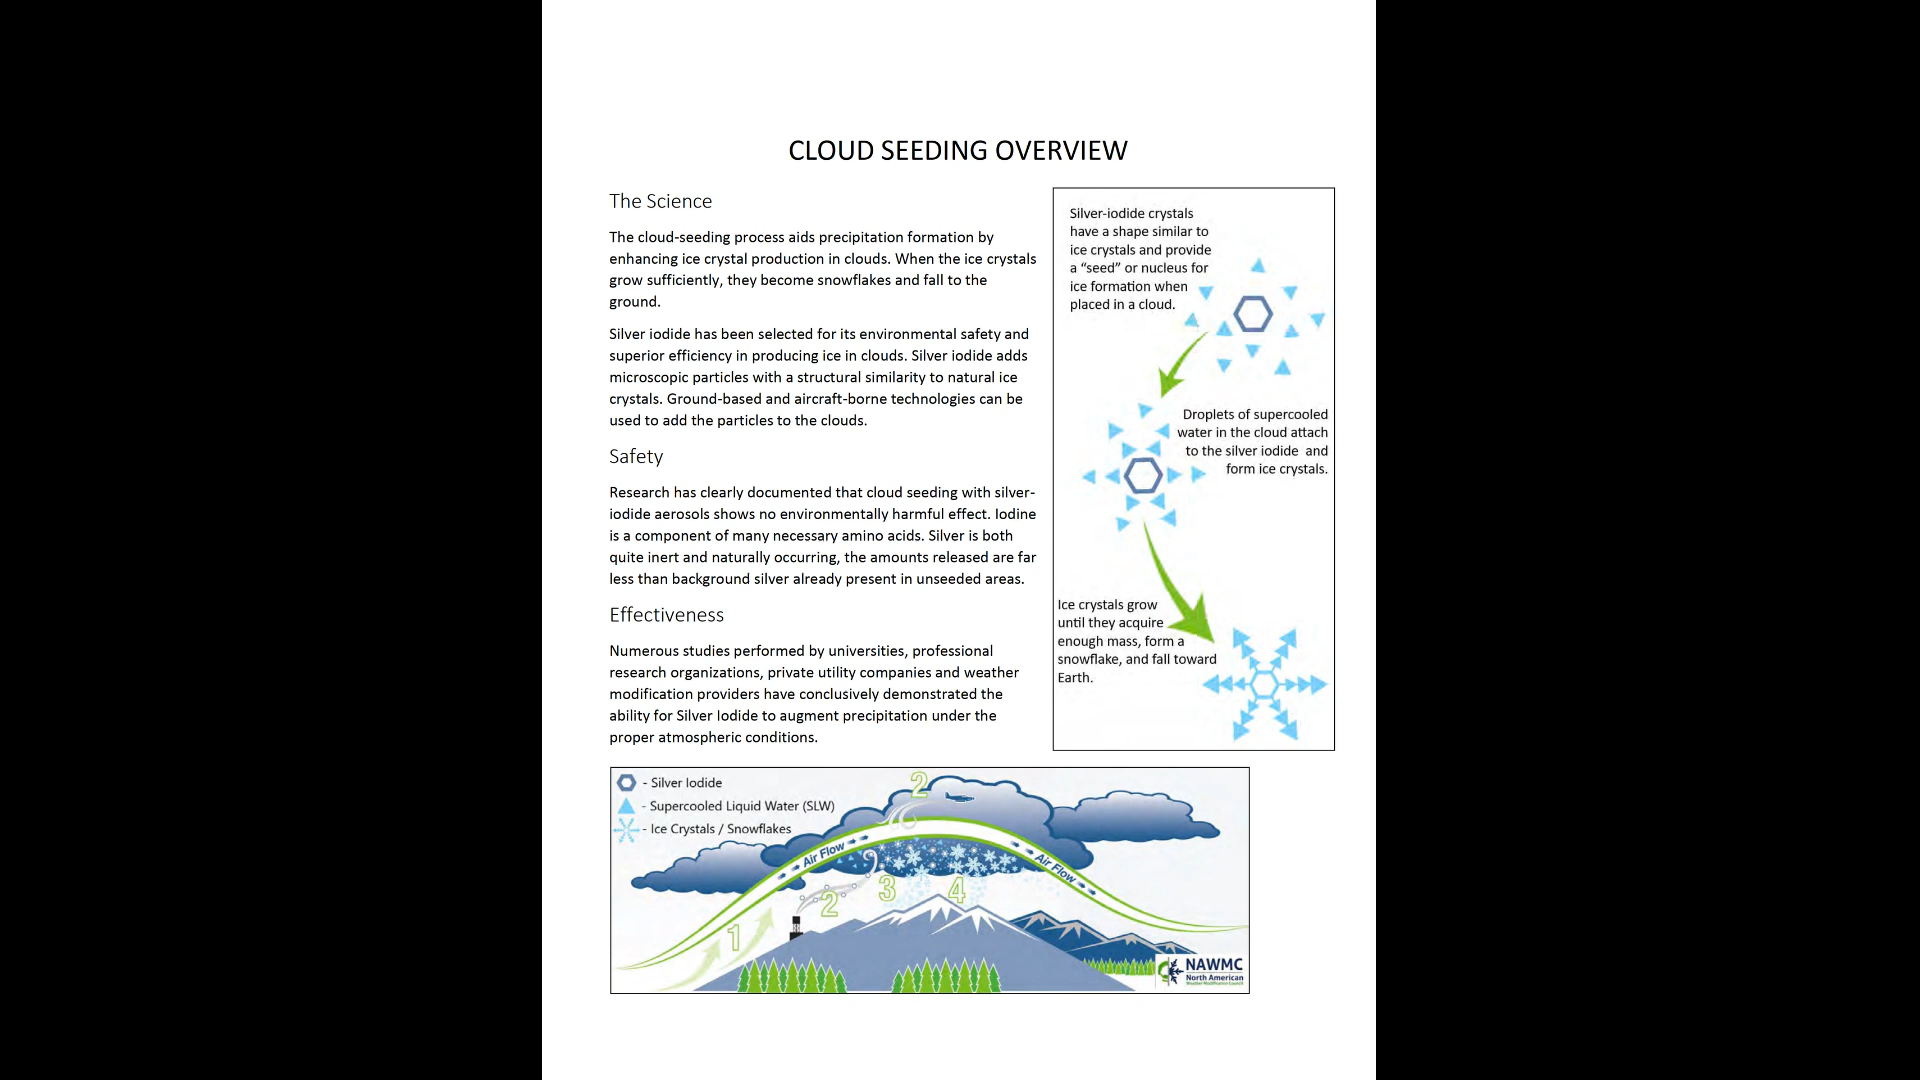 CLOUD SEEDING OVERVIEW
The Science
The cloud-seeding process aids precipitation formation by
enhancing ice crystal production in clouds. When the ice crystals
grow sufficiently, they become snowflakes and fall to the
ground.
Silver iodide has been selected for its environmental safety and
superior efficiency in producing ice in clouds. Silver iodide adds
microscopic particles with a structural similarity to natural ice
crystals. Ground-based and aircraft-borne technologies can be
used to add the particles to the clouds.
Safety
Research has clearly documented that cloud seeding with silver-
iodide aerosols shows no environmentally harmful effect. Iodine
is a component of many necessary amino acids. Silver is both
quite inert and naturally occurring, the amounts released are far
less than background silver already present in unseeded areas.
Effectiveness
Numerous studies performed by universities, professional
research organizations, private utility companies and weather
modification providers have conclusively demonstrated the
ability for Silver Iodide to augment precipitation under the
proper atmospheric conditions.
Silver-iodide crystals
have a shape similar to
ice crystals and provide
a “seed” or nucleus for
ice formation when
placed in a cloud.
Droplets of supercooled
water in the cloud attach
to the silver iodide and
form ice crystals.
Ice crystals grow
until they acquire
enough mass, form a
snowflake, and fall toward
Earth.
- Silver Iodide
- Supercooled Liquid Water (SLW)
- Ice Crystals / Snowflakes
2
Air Flow
Air Flow
3
4
2
1
NAWMC
North American
Weather Modification Council